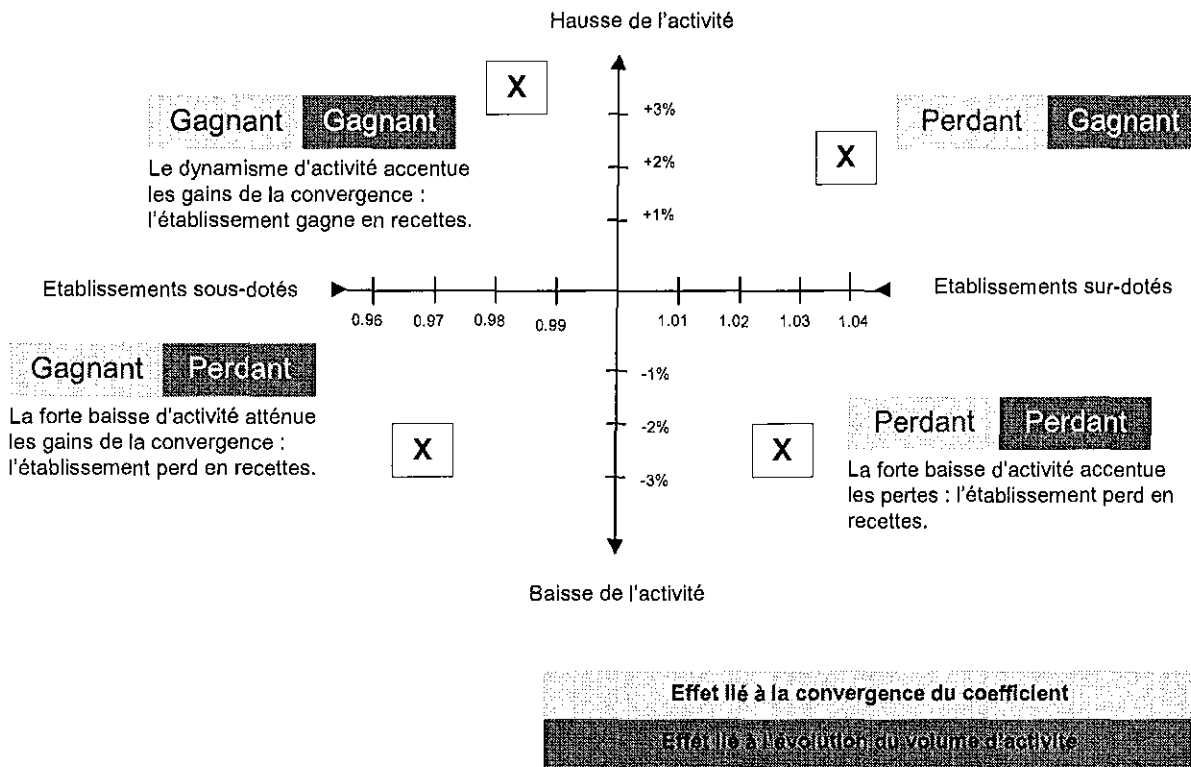 Hausse de l'activité
X
Gagnant Gagnant
Le dynamisme d'activité accentue
les gains de la convergence :
l'établissement gagne en recettes.
+3%
+2%
+1%
Perdant Gagnant
X
Etablissements sous-dotés
Etablissements sur-dotés
0.96 0.97 0.98 0.99 1.01 1.02 1.03 1.04
Gagnant Perdant
La forte baisse d'activité atténue
les gains de la convergence :
l'établissement perd en recettes.
X
-1%
-2%
-3%
X
Perdant Perdant
La forte baisse d'activité accentue
les pertes : l'établissement perd en
recettes.
Baisse de l'activité
Effet lié à la convergence du coefficient
Effet lié à l'évolution du volume d'activité